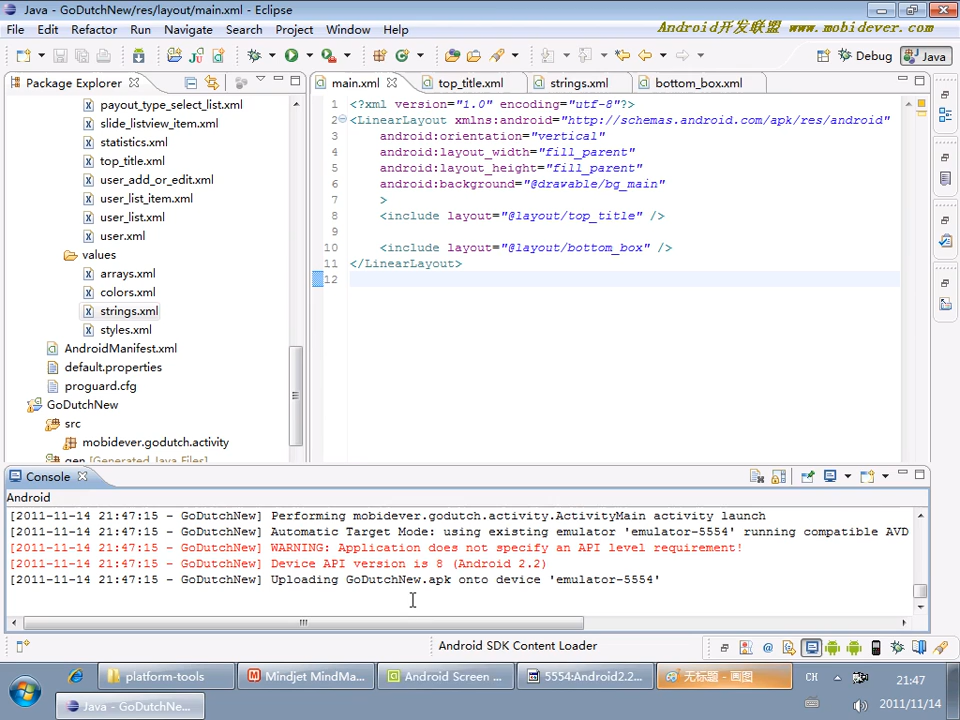 Java - GoDutchNew/res/layout/main.xml - Eclipse
File Edit Refactor Run Navigate Search Project Window Help
Android开发联盟 www.mobidever.com
Debug Java
Package Explorer
main.xml top_title.xml strings.xml bottom_box.xml
payout_type_select_list.xml
slide_listview_item.xml
statistics.xml
top_title.xml
user_add_or_edit.xml
user_list_item.xml
user_list.xml
user.xml
values
arrays.xml
colors.xml
strings.xml
styles.xml
AndroidManifest.xml
default.properties
proguard.cfg
GoDutchNew
src
mobidever.godutch.activity
gen [Generated Java Files]
1 <?xml version="1.0" encoding="utf-8"?>
2 <LinearLayout xmlns:android="http://schemas.android.com/apk/res/android"
3 android:orientation="vertical"
4 android:layout_width="fill_parent"
5 android:layout_height="fill_parent"
6 android:background="@drawable/bg_main"
7 >
8 <include layout="@layout/top_title" />
9
10 <include layout="@layout/bottom_box" />
11 </LinearLayout>
12
Console
Android
[2011-11-14 21:47:15 - GoDutchNew] Performing mobidever.godutch.activity.ActivityMain activity launch
[2011-11-14 21:47:15 - GoDutchNew] Automatic Target Mode: using existing emulator 'emulator-5554' running compatible AVD
[2011-11-14 21:47:15 - GoDutchNew] WARNING: Application does not specify an API level requirement!
[2011-11-14 21:47:15 - GoDutchNew] Device API version is 8 (Android 2.2)
[2011-11-14 21:47:15 - GoDutchNew] Uploading GoDutchNew.apk onto device 'emulator-5554'
Android SDK Content Loader
platform-tools Mindjet MindMa... Android Screen ... 5554:Android2.2... 无标题 - 画图 CH 21:47
Java - GoDutchNe... 2011/11/14